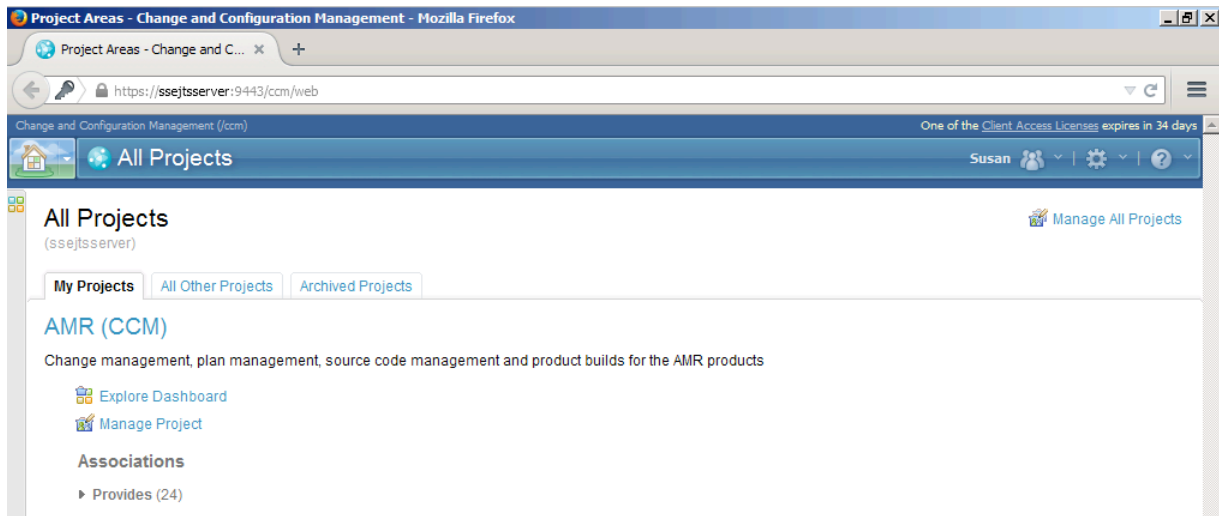 Project Areas - Change and Configuration Management - Mozilla Firefox
Project Areas - Change and C...
https://ssejtsserver:9443/ccm/web
Change and Configuration Management (/ccm)
One of the Client Access Licenses expires in 34 days
All Projects
Susan
All Projects
Manage All Projects
(ssejtsserver)
My Projects
All Other Projects
Archived Projects
AMR (CCM)
Change management, plan management, source code management and product builds for the AMR products
Explore Dashboard
Manage Project
Associations
Provides (24)